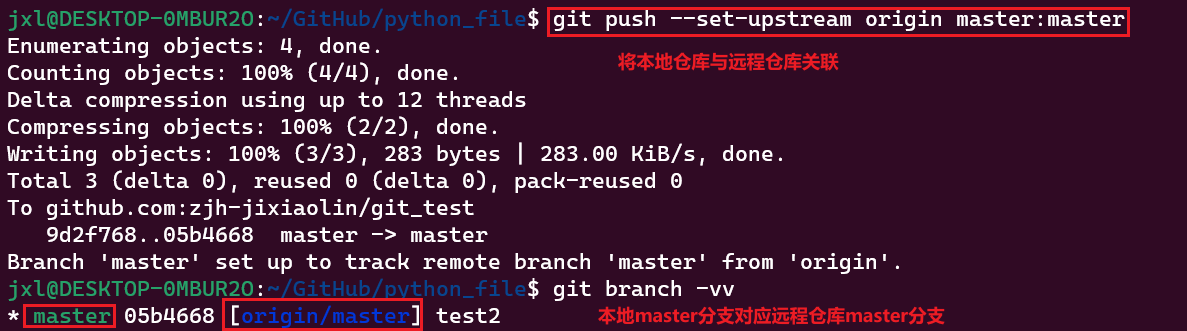 jxl@DESKTOP-0MBUR2O:~/GitHub/python_file$ git push --set-upstream origin master:master
Enumerating objects: 4, done.
将本地仓库与远程仓库关联
Counting objects: 100% (4/4), done.
Delta compression using up to 12 threads
Compressing objects: 100% (2/2), done.
Writing objects: 100% (3/3), 283 bytes | 283.00 KiB/s, done.
Total 3 (delta 0), reused 0 (delta 0), pack-reused 0
To github.com:zjh-jixiaolin/git_test
   9d2f768..05b4668  master -> master
Branch 'master' set up to track remote branch 'master' from 'origin'.
jxl@DESKTOP-0MBUR2O:~/GitHub/python_file$ git branch -vv
* master 05b4668 [origin/master] test2 本地master分支对应远程仓库master分支